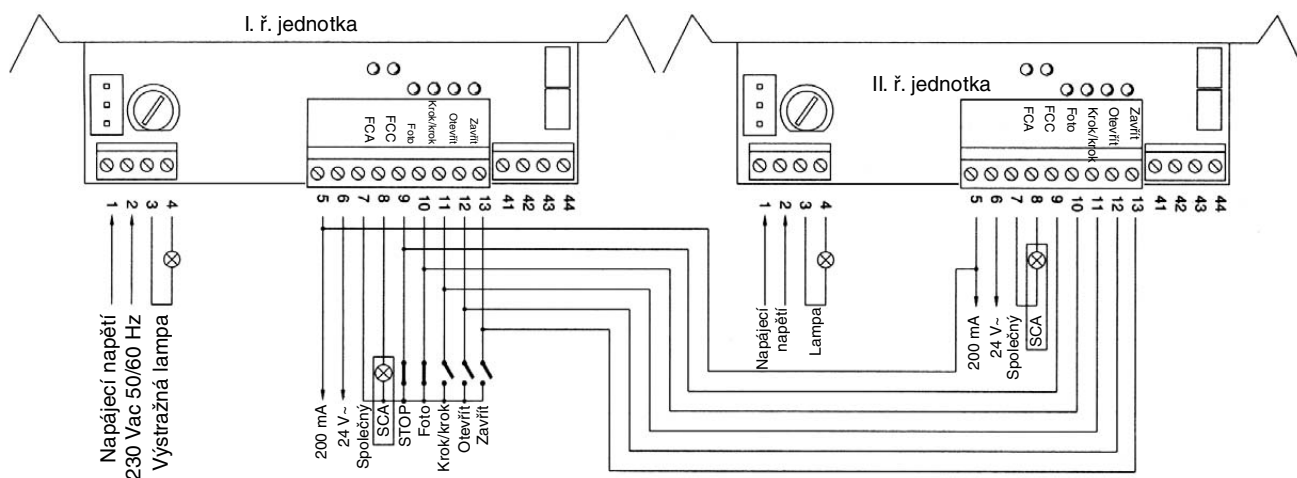 I. ř. jednotka
FCA
FCC
Foto
Krok/krok
Otevřít
Zavřít
1 2 3 4
5 6 7 8 9 10 11 12 13
41 42 43 44
Napájecí napětí
230 Vac 50/60 Hz
Výstražná lampa
200 mA
24 V~
Společný
SCA
STOP
Foto
Krok/krok
Otevřít
Zavřít
II. ř. jednotka
FCA
FCC
Foto
Krok/krok
Otevřít
Zavřít
1 2 3 4
5 6 7 8 9 10 11 12 13
41 42 43 44
Napájecí
napětí
Lampa
200 mA
24 V~
Společný
SCA